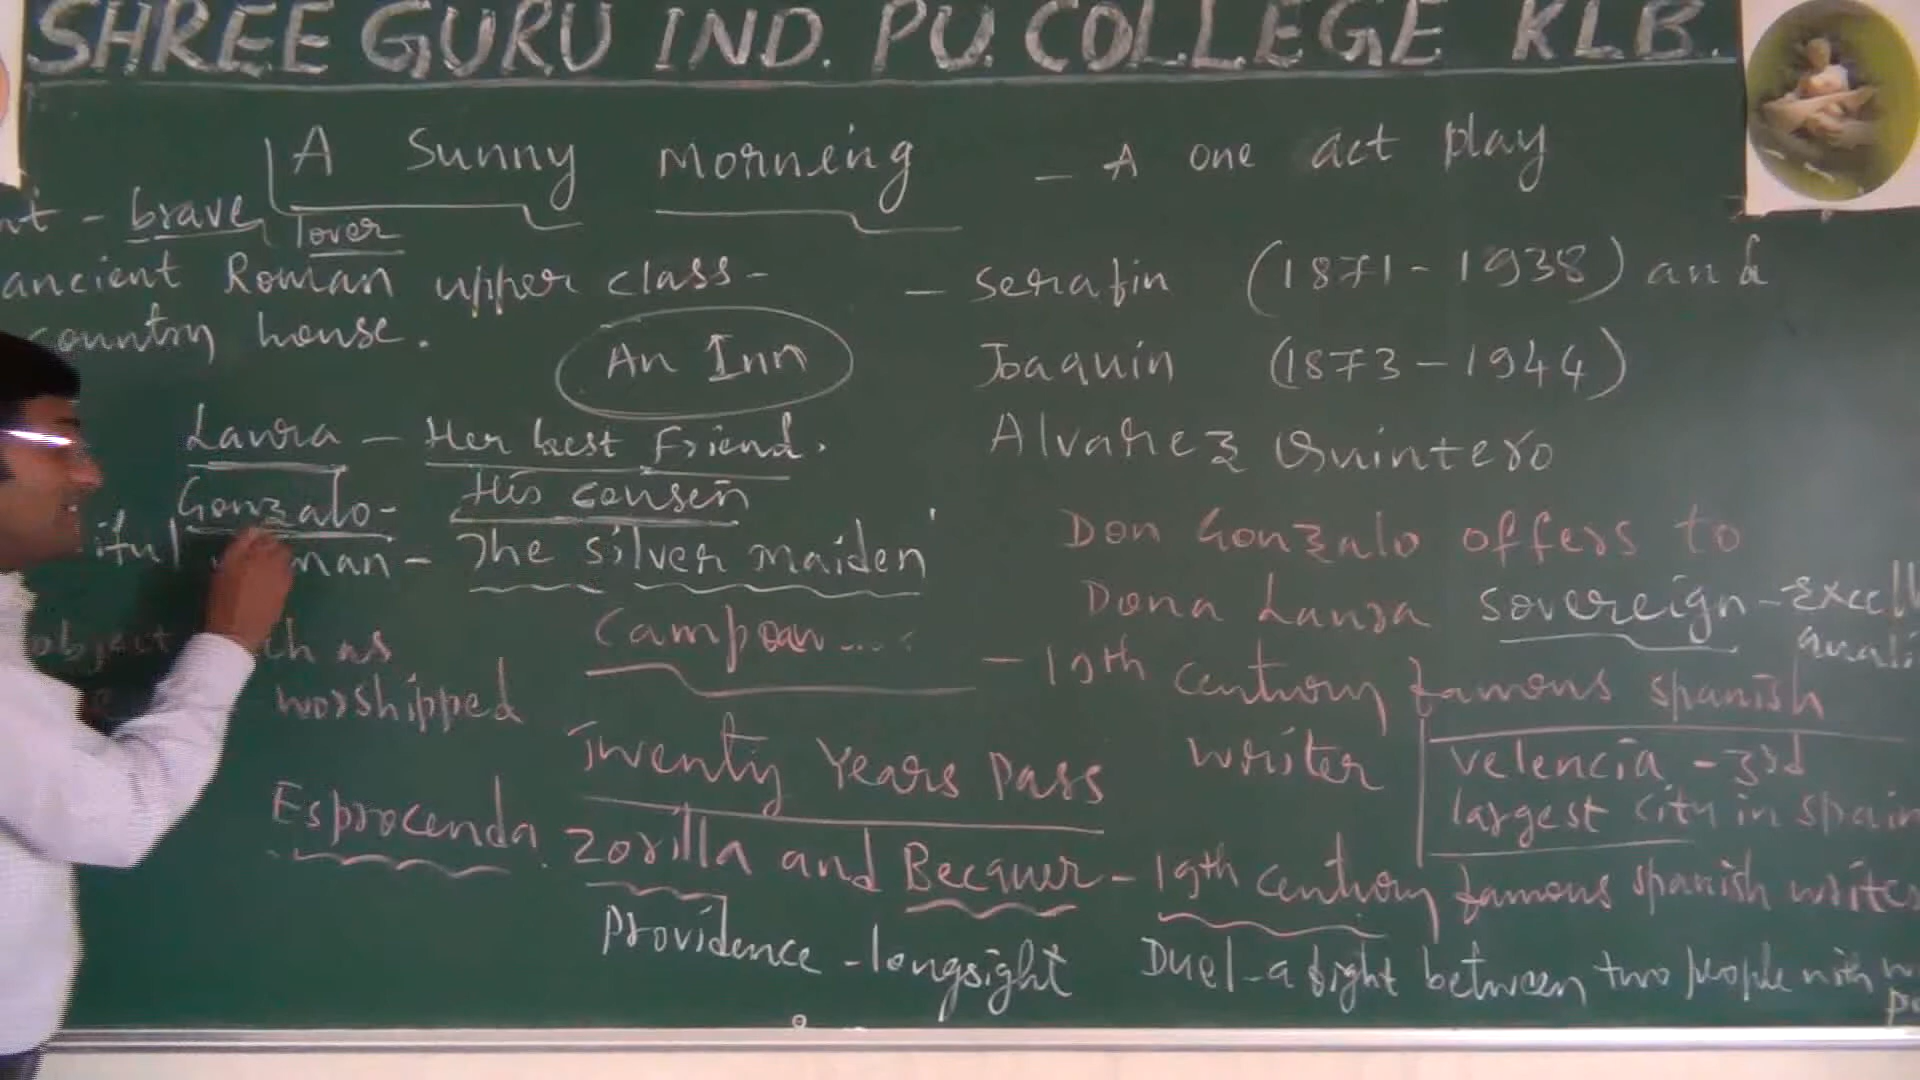 SHREE GURU IND. PU. COLLEGE KLB.
A Sunny Morneng - A one act play
nt - brave lover
ancient Roman upper class -
country house.
An Inn
- Serafin (1871-1938) and
Joaquin (1873-1944)
Alvarez Quintero
Laura - Her best Friend.
Gonzalo - His cousen
iful man - The silver maiden
Don Gonzalo offers to
Dona Laura sovereign - Excell
quali
object as
worshipped
Campoan....
- 19th century famous spanish
writer
Twenty Years Pass
velencia - 3rd
largest city in spain
Esprocenda. Zorilla and Becquer - 19th century famous spanish writer
Providence - longsight
Duel - a fight between two people with